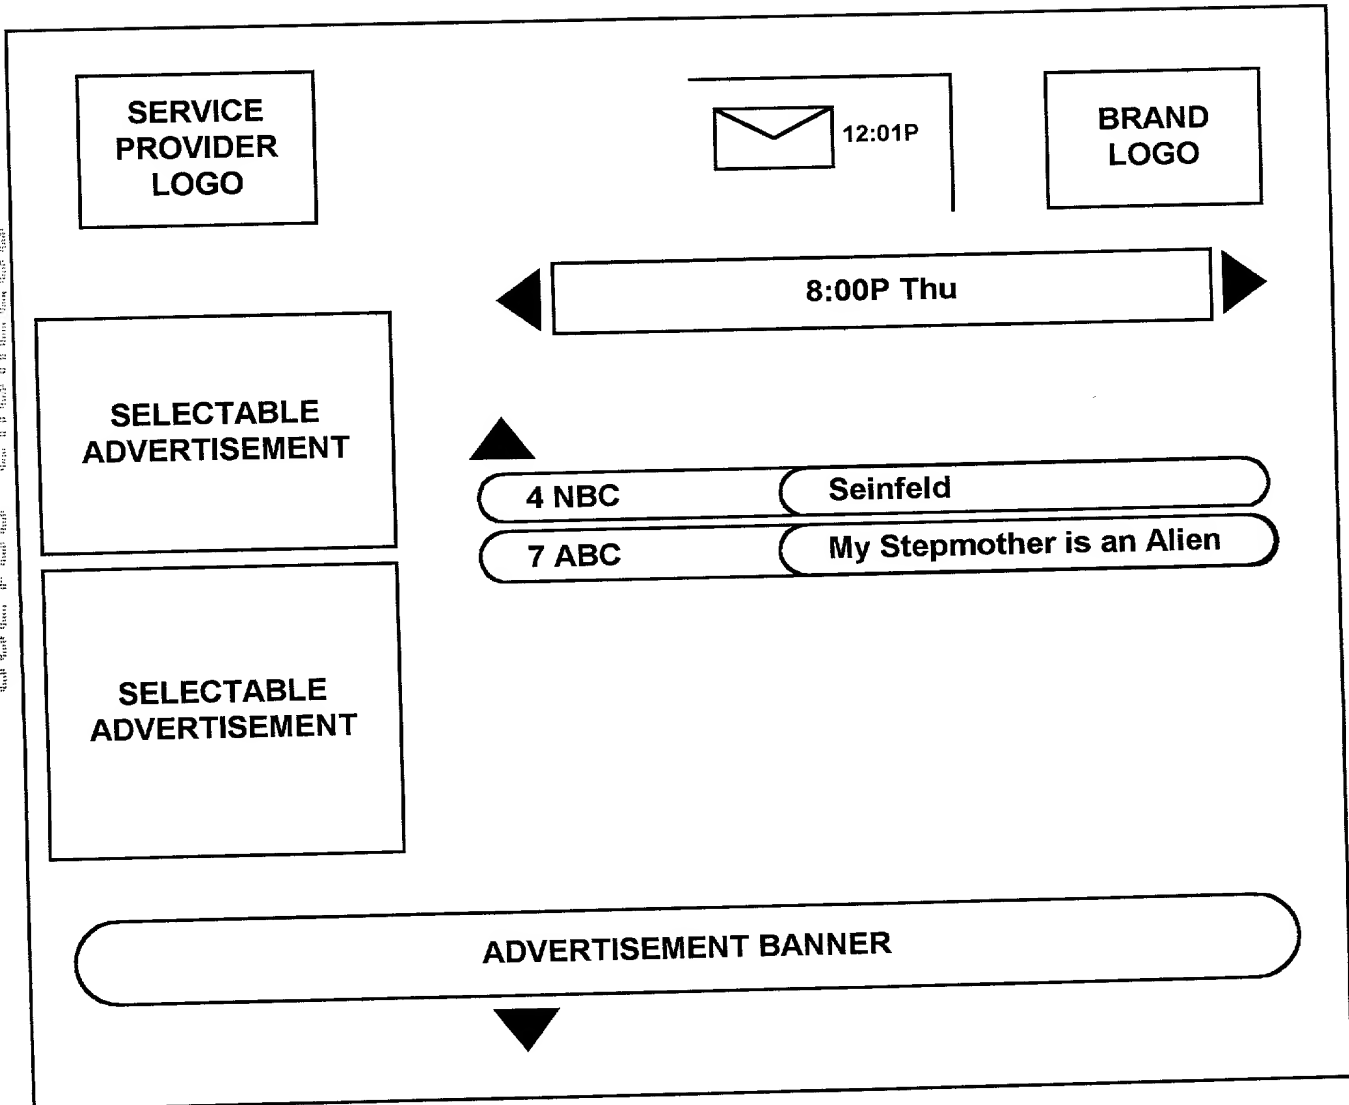 SERVICE
PROVIDER
LOGO
12:01P
BRAND
LOGO
8:00P Thu
SELECTABLE
ADVERTISEMENT
4 NBC Seinfeld
7 ABC My Stepmother is an Alien
SELECTABLE
ADVERTISEMENT
ADVERTISEMENT BANNER